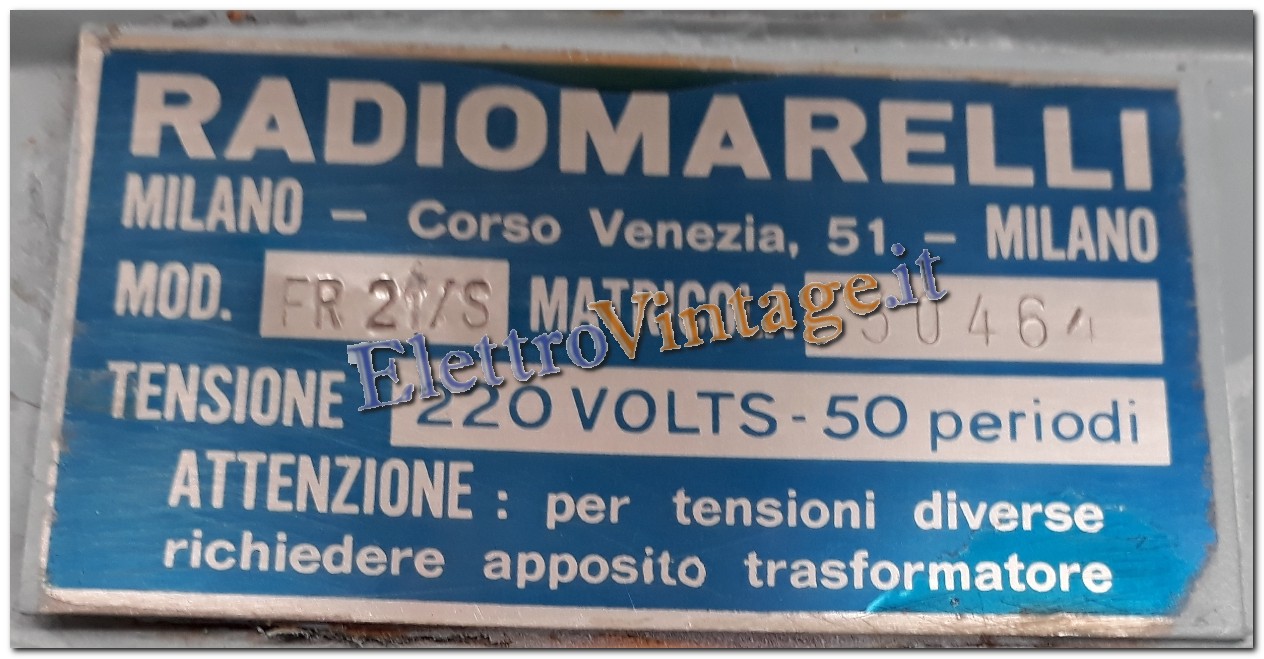 RADIOMARELLI
MILANO – Corso Venezia, 51 – MILANO
MOD. MATRICOLA
ElettroVintage.it
TENSIONE 220 VOLTS - 50 periodi
ATTENZIONE : per tensioni diverse
richiedere apposito trasformatore